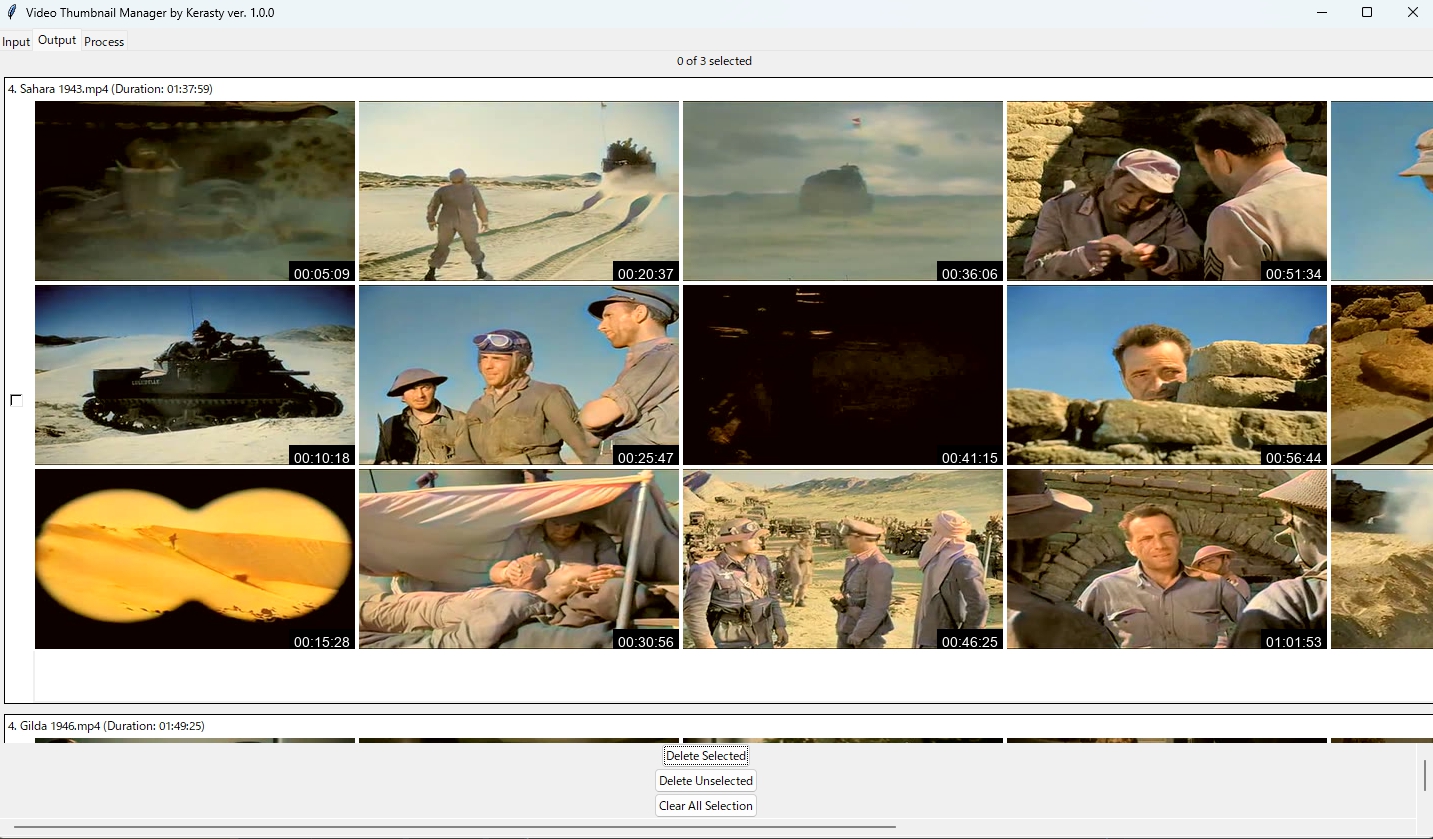 Video Thumbnail Manager by Kerasty ver. 1.0.0
Input Output Process
0 of 3 selected
4. Sahara 1943.mp4 (Duration: 01:37:59)
00:05:09 00:20:37 00:36:06 00:51:34
00:10:18 00:25:47 00:41:15 00:56:44
00:15:28 00:30:56 00:46:25 01:01:53
4. Gilda 1946.mp4 (Duration: 01:49:25)
Delete Selected
Delete Unselected
Clear All Selection